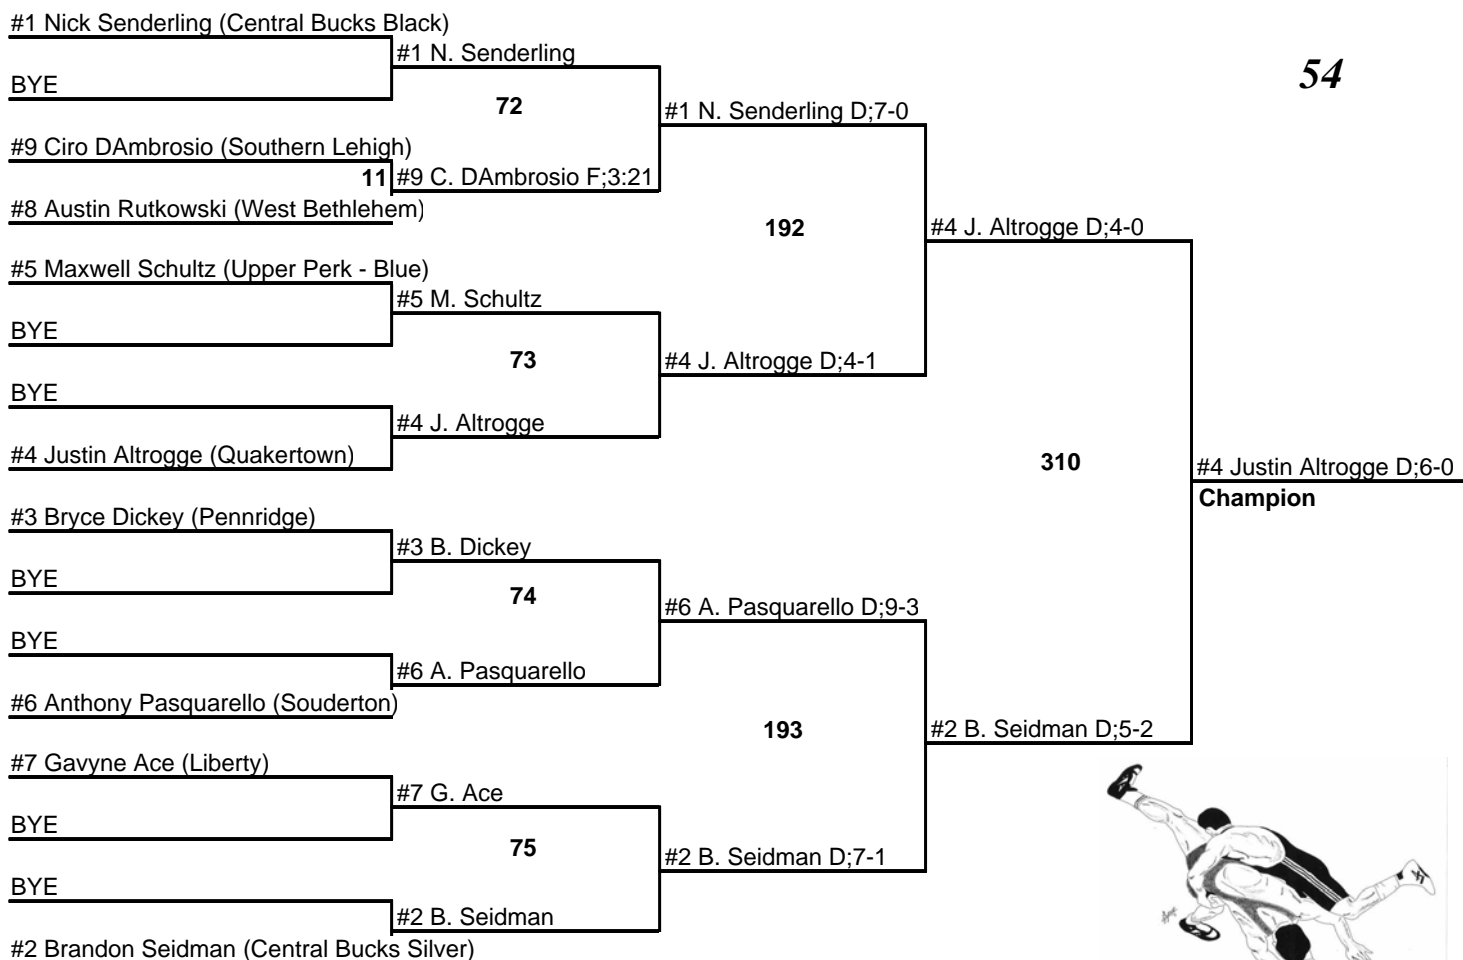 #1 Nick Senderling (Central Bucks Black)
#1 N. Senderling
54
BYE
72
#1 N. Senderling D;7-0
#9 Ciro DAmbrosio (Southern Lehigh)
11
#9 C. DAmbrosio F;3:21
#8 Austin Rutkowski (West Bethlehem)
192
#4 J. Altrogge D;4-0
#5 Maxwell Schultz (Upper Perk - Blue)
#5 M. Schultz
BYE
73
#4 J. Altrogge D;4-1
BYE
#4 J. Altrogge
#4 Justin Altrogge (Quakertown)
310
#4 Justin Altrogge D;6-0
Champion
#3 Bryce Dickey (Pennridge)
#3 B. Dickey
BYE
74
#6 A. Pasquarello D;9-3
BYE
#6 A. Pasquarello
#6 Anthony Pasquarello (Souderton)
193
#2 B. Seidman D;5-2
#7 Gavyne Ace (Liberty)
#7 G. Ace
BYE
75
#2 B. Seidman D;7-1
BYE
#2 B. Seidman
#2 Brandon Seidman (Central Bucks Silver)